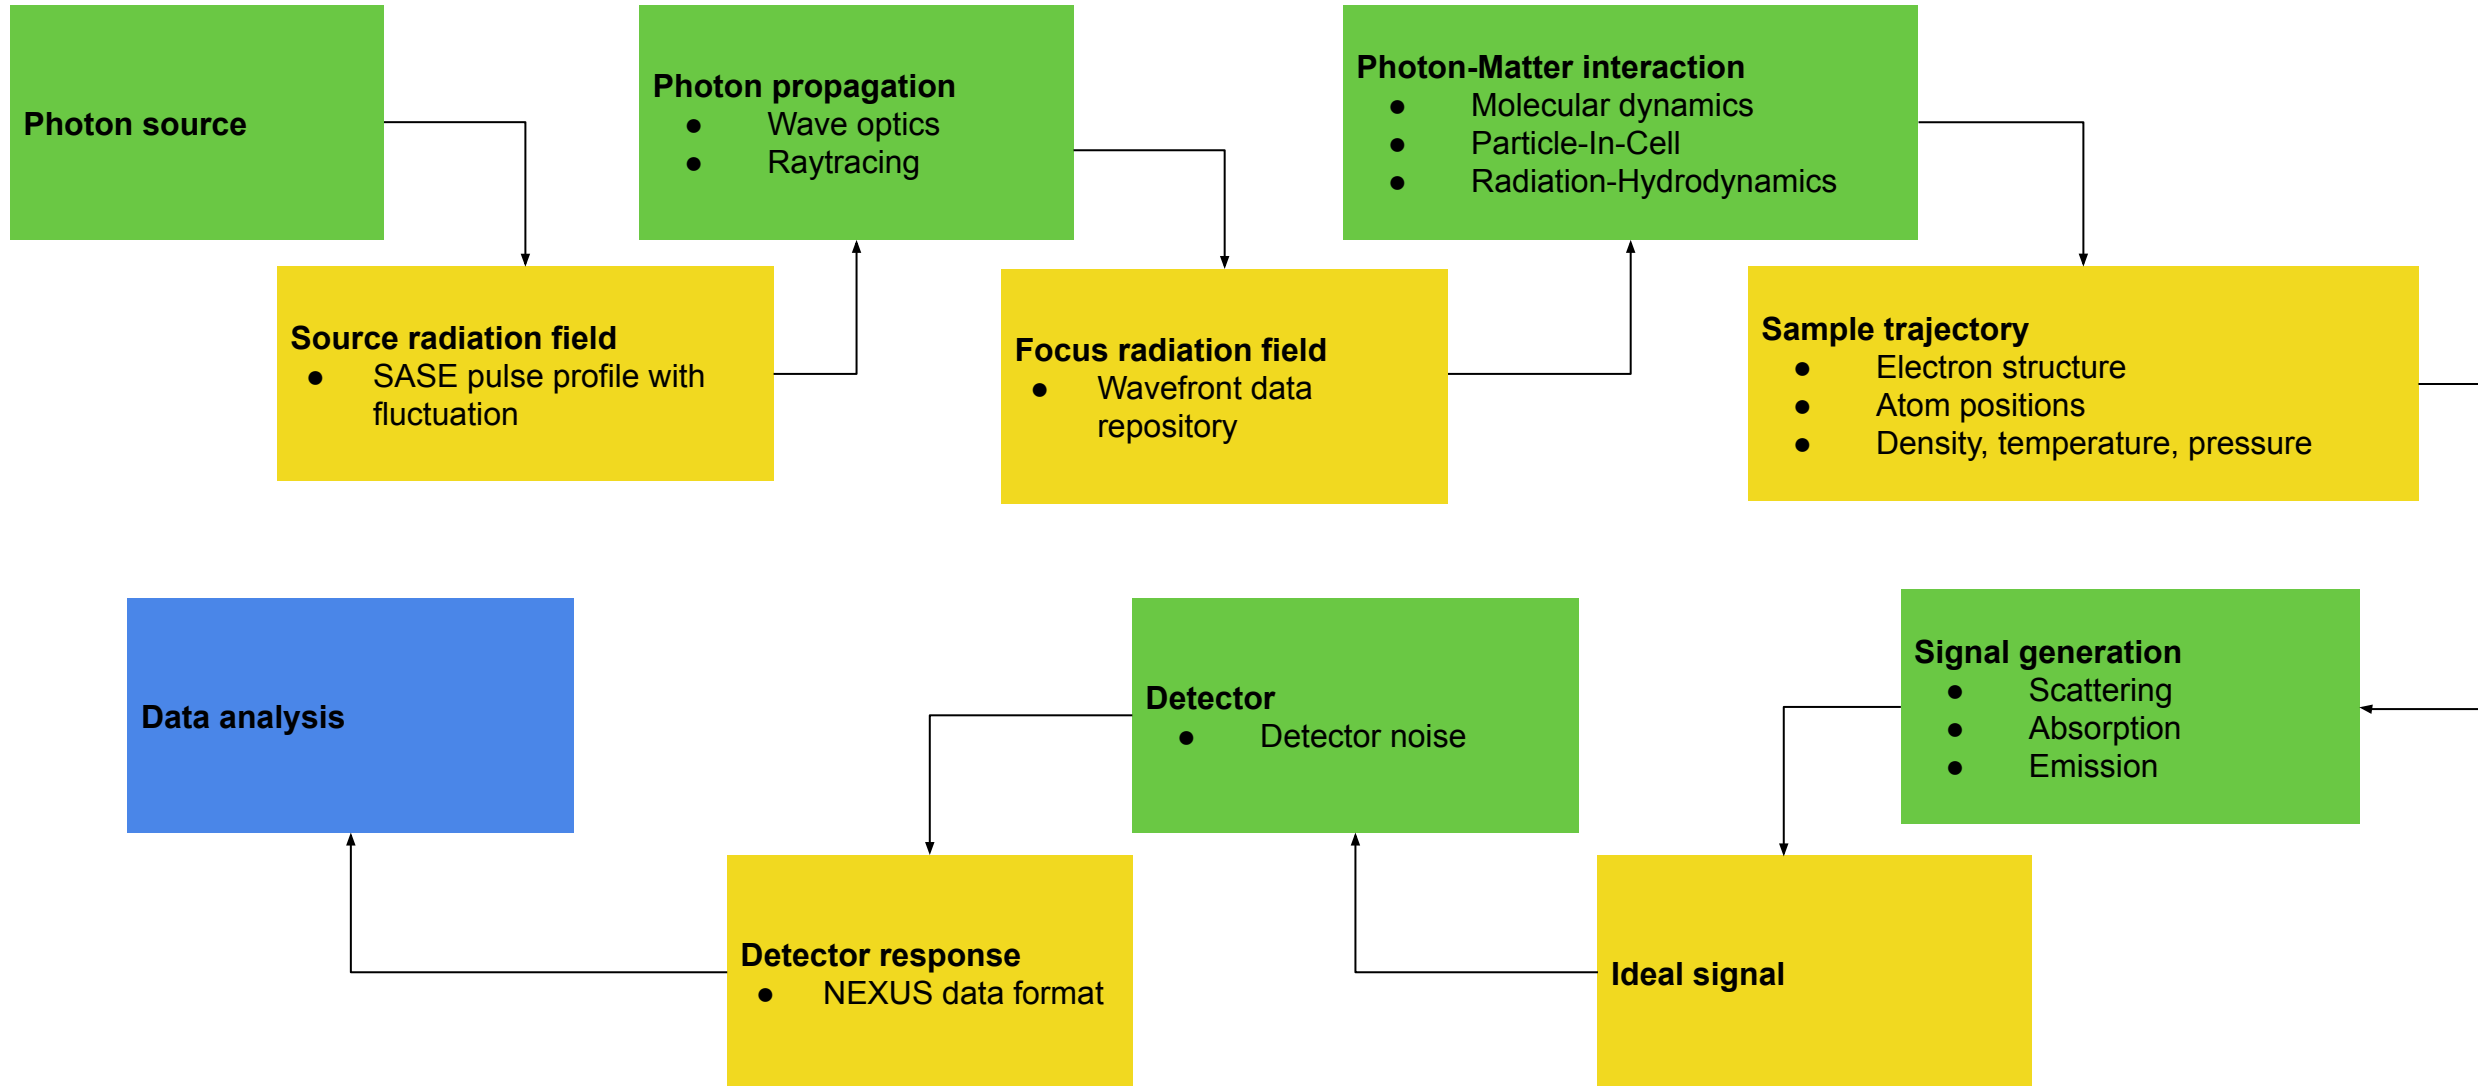 Photon source
Photon propagation
● Wave optics
● Raytracing
Photon-Matter interaction
● Molecular dynamics
● Particle-In-Cell
● Radiation-Hydrodynamics
Source radiation field
● SASE pulse profile with
fluctuation
Focus radiation field
● Wavefront data
repository
Sample trajectory
● Electron structure
● Atom positions
● Density, temperature, pressure
Signal generation
● Scattering
● Absorption
● Emission
Ideal signal
Detector
● Detector noise
Detector response
● NEXUS data format
Data analysis